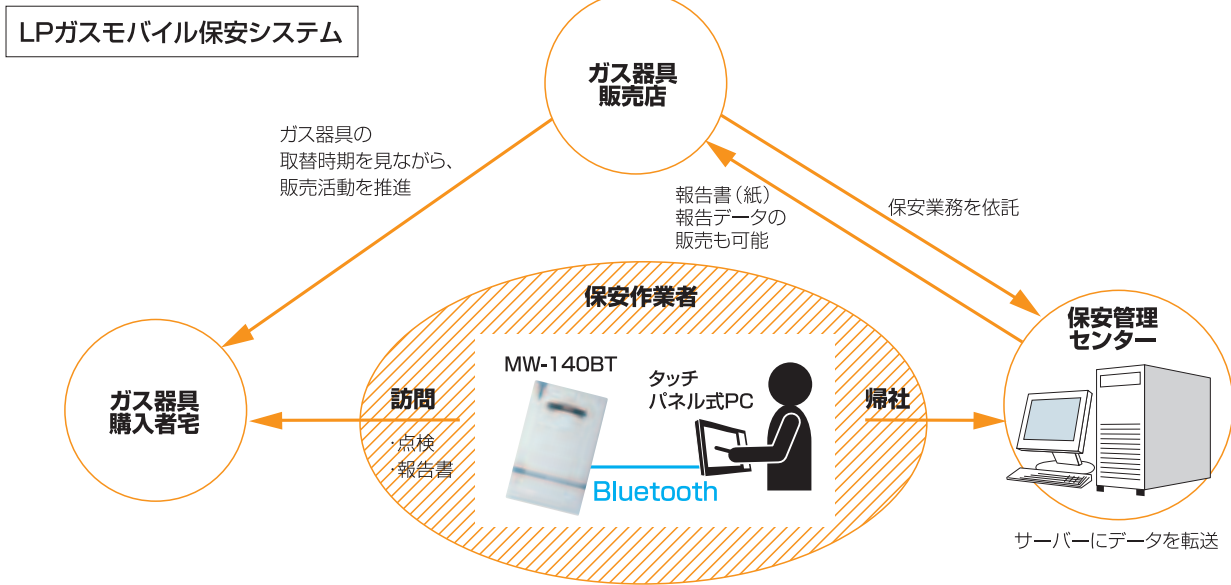 LPガスモバイル保安システム
ガス器具
販売店
ガス器具の
取替時期を見ながら、
販売活動を推進
報告書（紙）
報告データの
販売も可能
保安業務を依託
保安作業者
保安管理
センター
MW-140BT
タッチ
パネル式PC
訪問
・点検
・報告書
帰社
ガス器具
購入者宅
Bluetooth
サーバーにデータを転送